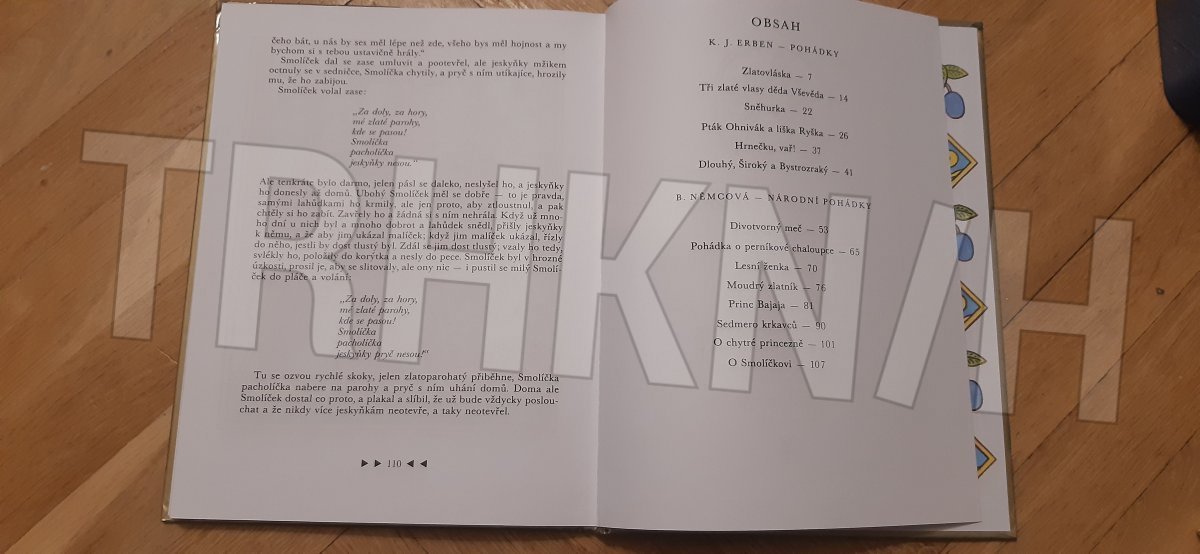 čeho bát, u nás by ses měl lépe než zde, všeho bys měl hojnost a my
bychom si s tebou ustavičně hrály.“
Smolíček dal se zase umluvit a pootevřel, ale jeskyňky mžikem
octnuly se v sedničce, Smolíčka chytily, a pryč s ním utíkajíce, hrozily
mu, že ho zabijou.
Smolíček volal zase:
„Za doly, za hory,
mé zlaté parohy,
kde se pasou!
Smolíčka
pacholíčka
jeskyňky nesou.“
Ale tenkráte bylo darmo, jelen pásl se daleko, neslyšel ho, a jeskyňky
ho donesly až domů. Ubohý Smolíček měl se dobře — to je pravda,
samými lahůdkami ho krmily, ale jen proto, aby ztloustnul, a pak
chtěly si ho zabít. Zavřely ho a žádná si s ním nehrála. Když už mno-
ho dní u nich byl a mnoho dobrot a lahůdek snědl, přišly jeskyňky
k němu, a že aby jim ukázal malíček; když jim malíček ukázal, řízly
do něho, jestli by dost tlustý byl. Zdál se jim dost tlustý; vzaly ho tedy,
svlékly ho, položily do korýtka a nesly do pece. Smolíček byl v hrozné
úzkosti, prosil je, aby se slitovaly, ale ony nic — i pustil se milý Smolí-
ček do pláče a volání:
„Za doly, za hory,
mé zlaté parohy,
kde se pasou!
Smolíčka
pacholíčka
jeskyňky pryč nesou!“
Tu se ozvou rychlé skoky, jelen zlatoparohatý přiběhne, Smolíčka
pacholíčka nabere na parohy a pryč s ním uhání domů. Doma ale
Smolíček dostal co proto, a plakal a slíbil, že už bude vždycky poslou-
chat a že nikdy více jeskyňkám neotevře, a taky neotevřel.
▶ ▶ 110 ◀ ◀
OBSAH
K. J. ERBEN — POHÁDKY
Zlatovláska — 7
Tři zlaté vlasy děda Vševěda — 14
Sněhurka — 22
Pták Ohnivák a liška Ryška — 26
Hrnečku, vař! — 37
Dlouhý, Široký a Bystrozraký — 41
B. NĚMCOVÁ — NÁRODNÍ POHÁDKY
Divotvorný meč — 53
Pohádka o perníkové chaloupce — 65
Lesní ženka — 70
Moudrý zlatník — 76
Princ Bajaja — 81
Sedmero krkavců — 90
O chytré princezně — 101
O Smolíčkovi — 107
TRHKNIH